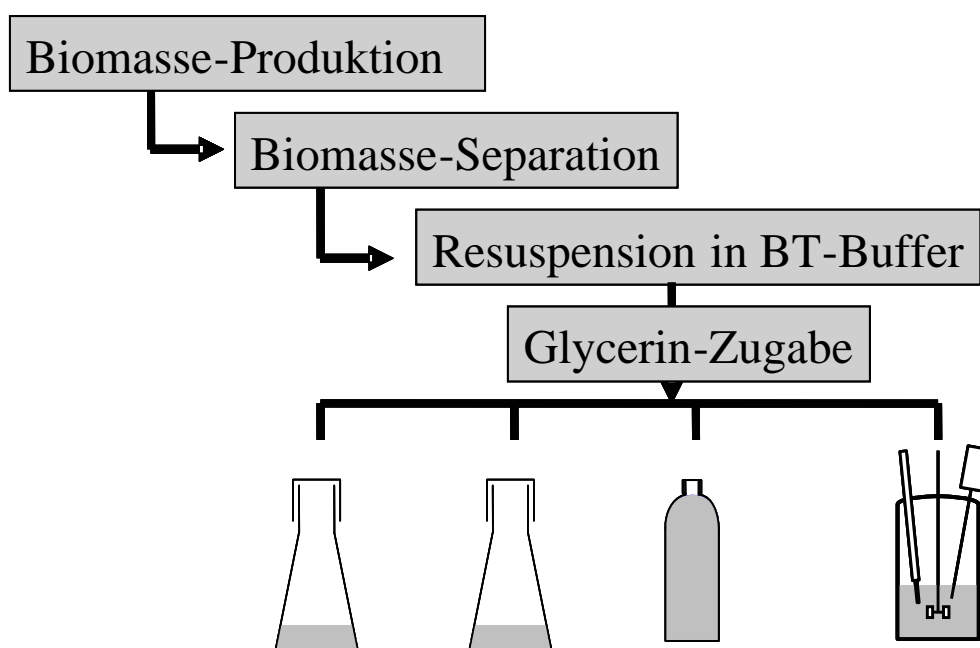 Biomasse-Produktion
Biomasse-Separation
Resuspension in BT-Buffer
Glycerin-Zugabe